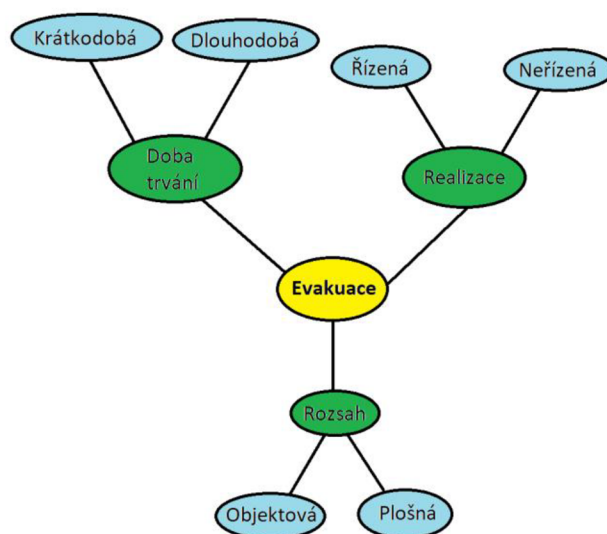 Krátkodobá
Dlouhodobá
Řízená
Neřízená
Doba
trvání
Realizace
Evakuace
Rozsah
Objektová
Plošná